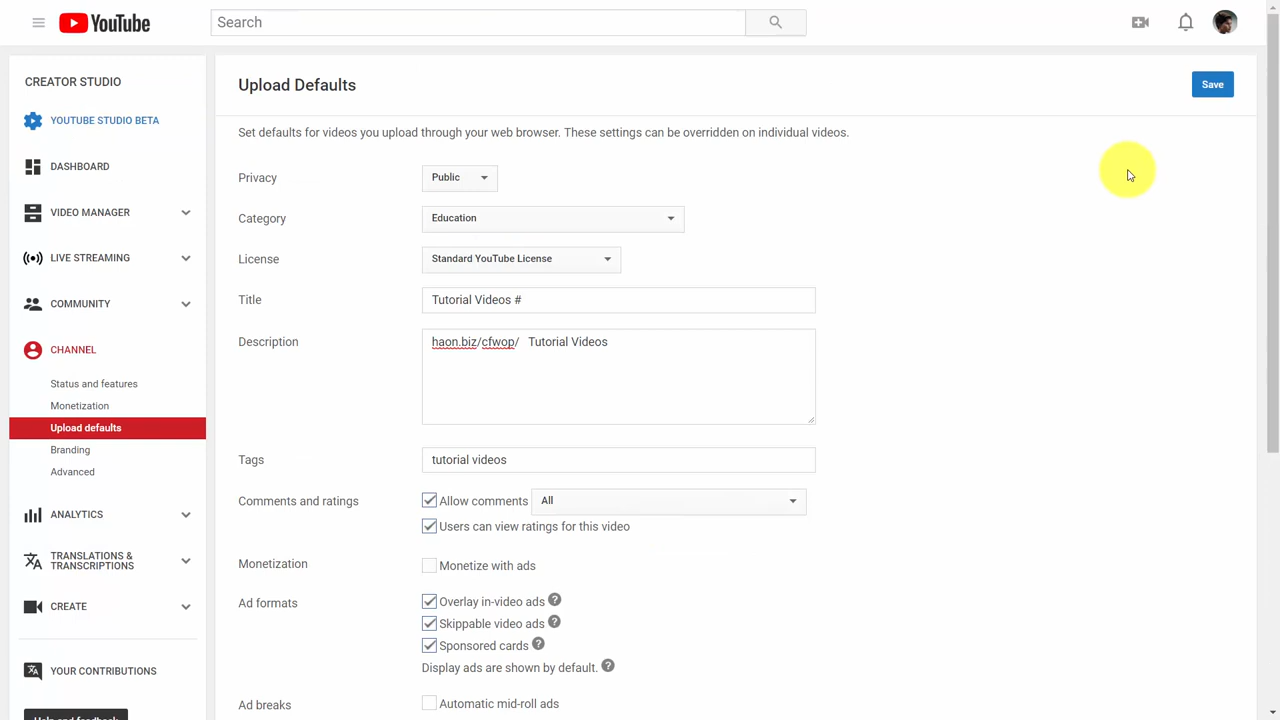 YouTube
Search
CREATOR STUDIO
YOUTUBE STUDIO BETA
DASHBOARD
VIDEO MANAGER
LIVE STREAMING
COMMUNITY
CHANNEL
Status and features
Monetization
Upload defaults
Branding
Advanced
ANALYTICS
TRANSLATIONS &
TRANSCRIPTIONS
CREATE
YOUR CONTRIBUTIONS
Help and feedback
Upload Defaults
Save
Set defaults for videos you upload through your web browser. These settings can be overridden on individual videos.
Privacy
Public
Category
Education
License
Standard YouTube License
Title
Tutorial Videos #
Description
haon.biz/cfwop/ Tutorial Videos
Tags
tutorial videos
Comments and ratings
Allow comments
All
Users can view ratings for this video
Monetization
Monetize with ads
Ad formats
Overlay in-video ads ?
Skippable video ads ?
Sponsored cards ?
Display ads are shown by default. ?
Ad breaks
Automatic mid-roll ads